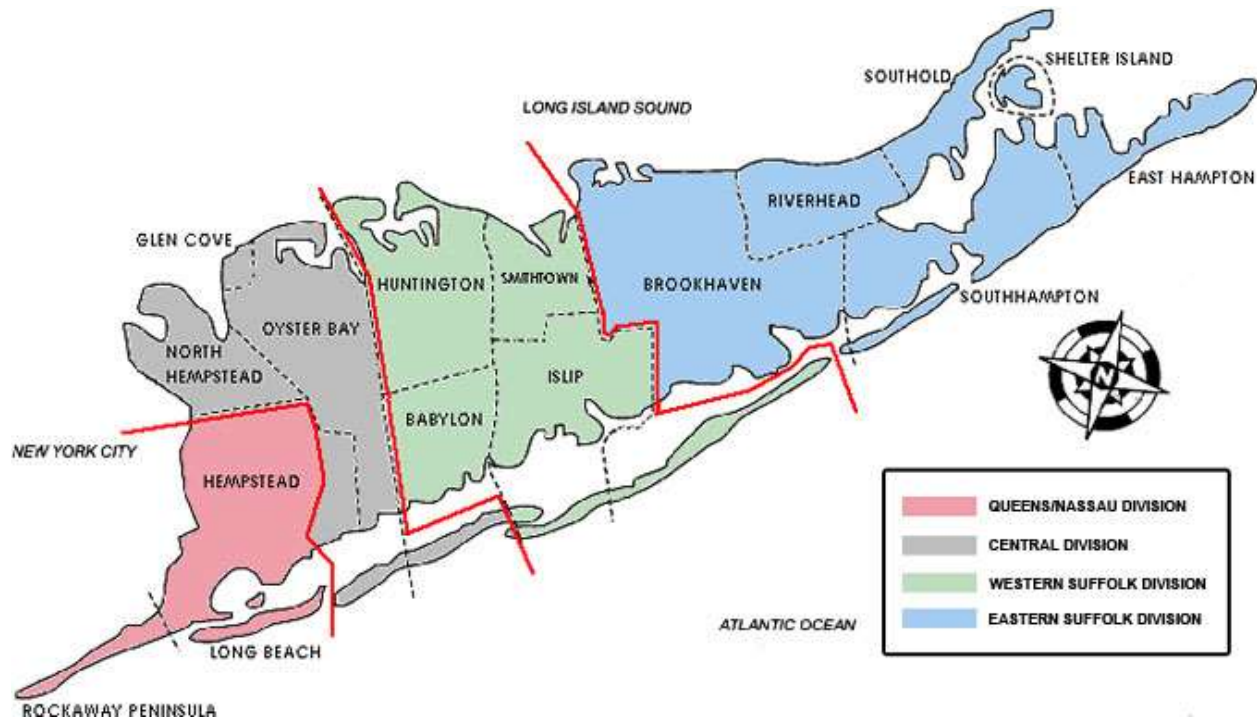 SHELTER ISLAND
SOUTHOLD
LONG ISLAND SOUND
EAST HAMPTON
RIVERHEAD
GLEN COVE
HUNTINGTON
SMITHTOWN
BROOKHAVEN
SOUTHHAMPTON
OYSTER BAY
NORTH
HEMPSTEAD
ISLIP
BABYLON
N
NEW YORK CITY
HEMPSTEAD
QUEENS/NASSAU DIVISION
CENTRAL DIVISION
WESTERN SUFFOLK DIVISION
EASTERN SUFFOLK DIVISION
ATLANTIC OCEAN
LONG BEACH
ROCKAWAY PENINSULA